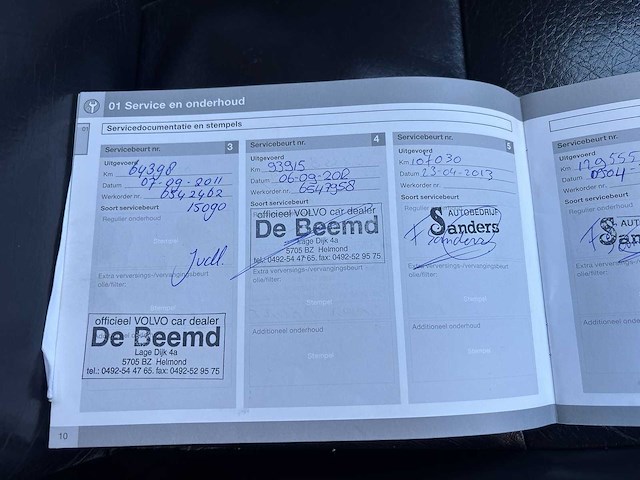 01 Service en onderhoud
01
Servicedocumentatie en stempels
Servicebeurt nr. 3
Uitgevoerd
Km 64398
Datum 07-09-2011
Werkorder nr. 6542462
Soort servicebeurt
Regulier onderhoud
Stempel
Extra verversings-/vervangingsbeurt
olie/filter:
officieel VOLVO car dealer
De Beemd
Lage Dijk 4a
5705 BZ Helmond
tel.: 0492-54 47 65. fax: 0492-52 95 75
Servicebeurt nr. 4
Uitgevoerd
Km 93915
Datum 06-09-2012
Werkorder nr. 6547958
Soort servicebeurt
officieel VOLVO car dealer
De Beemd
Lage Dijk 4a
5705 BZ Helmond
tel.: 0492-54 47 65. fax: 0492-52 95 75
Extra verversings-/vervangingsbeurt
olie/filter:
Stempel
Additioneel onderhoud
Stempel
Servicebeurt nr. 5
Uitgevoerd
Km 107030
Datum 23-04-2013
Werkorder nr.
Soort servicebeurt
Regulier
AUTOBEDRIJF
Sanders
Extra verversings-/vervangingsbeurt
olie/filter:
Stempel
Additioneel onderhoud
Stempel
Servicebeurt nr.
Uitgevoerd
Km 129555
Datum
Werkorder nr.
Soort servicebeurt
AUTO
San
Additioneel onder
10